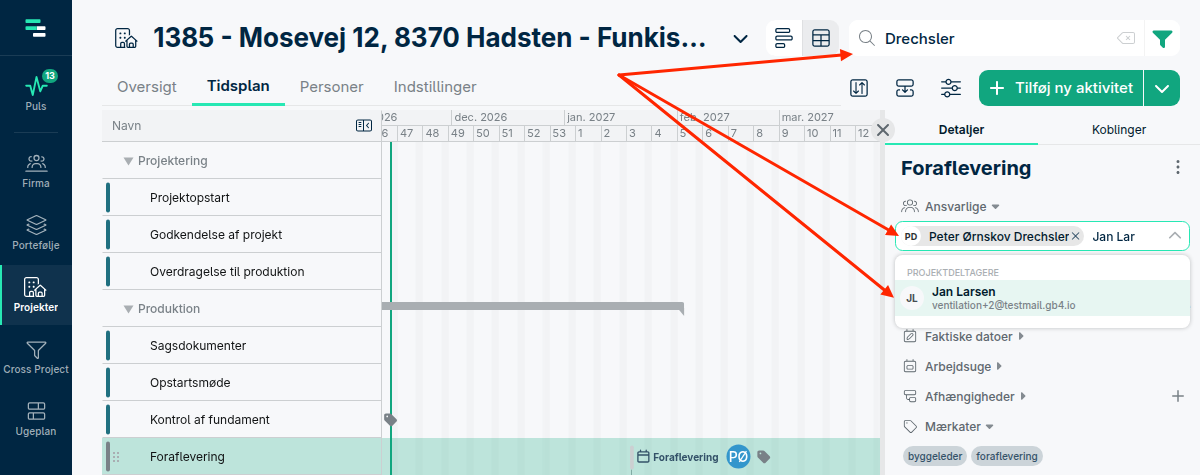 1385 - Mosevej 12, 8370 Hadsten - Funkis...
Drechsler
13
Puls
Firma
Portefølje
Projekter
Cross Project
Ugeplan
Oversigt Tidsplan Personer Indstillinger
Tilføj ny aktivitet
Navn
026 dec. 2026 jan. 2027 feb. 2027 mar. 2027
6 47 48 49 50 51 52 53 1 2 3 4 5 6 7 8 9 10 11 12
Projektering
Projektopstart
Godkendelse af projekt
Overdragelse til produktion
Produktion
Sagsdokumenter
Opstartsmøde
Kontrol af fundament
Foraflevering
Foraflevering PØ
Detaljer Koblinger
Foraflevering
Ansvarlige
PD Peter Ørnskov Drechsler Jan Lar
PROJEKTDELTAGERE
JL Jan Larsen
ventilation+2@testmail.gb4.io
Faktiske datoer
Arbejdsuge
Afhængigheder
Mærkater
byggeleder foraflevering